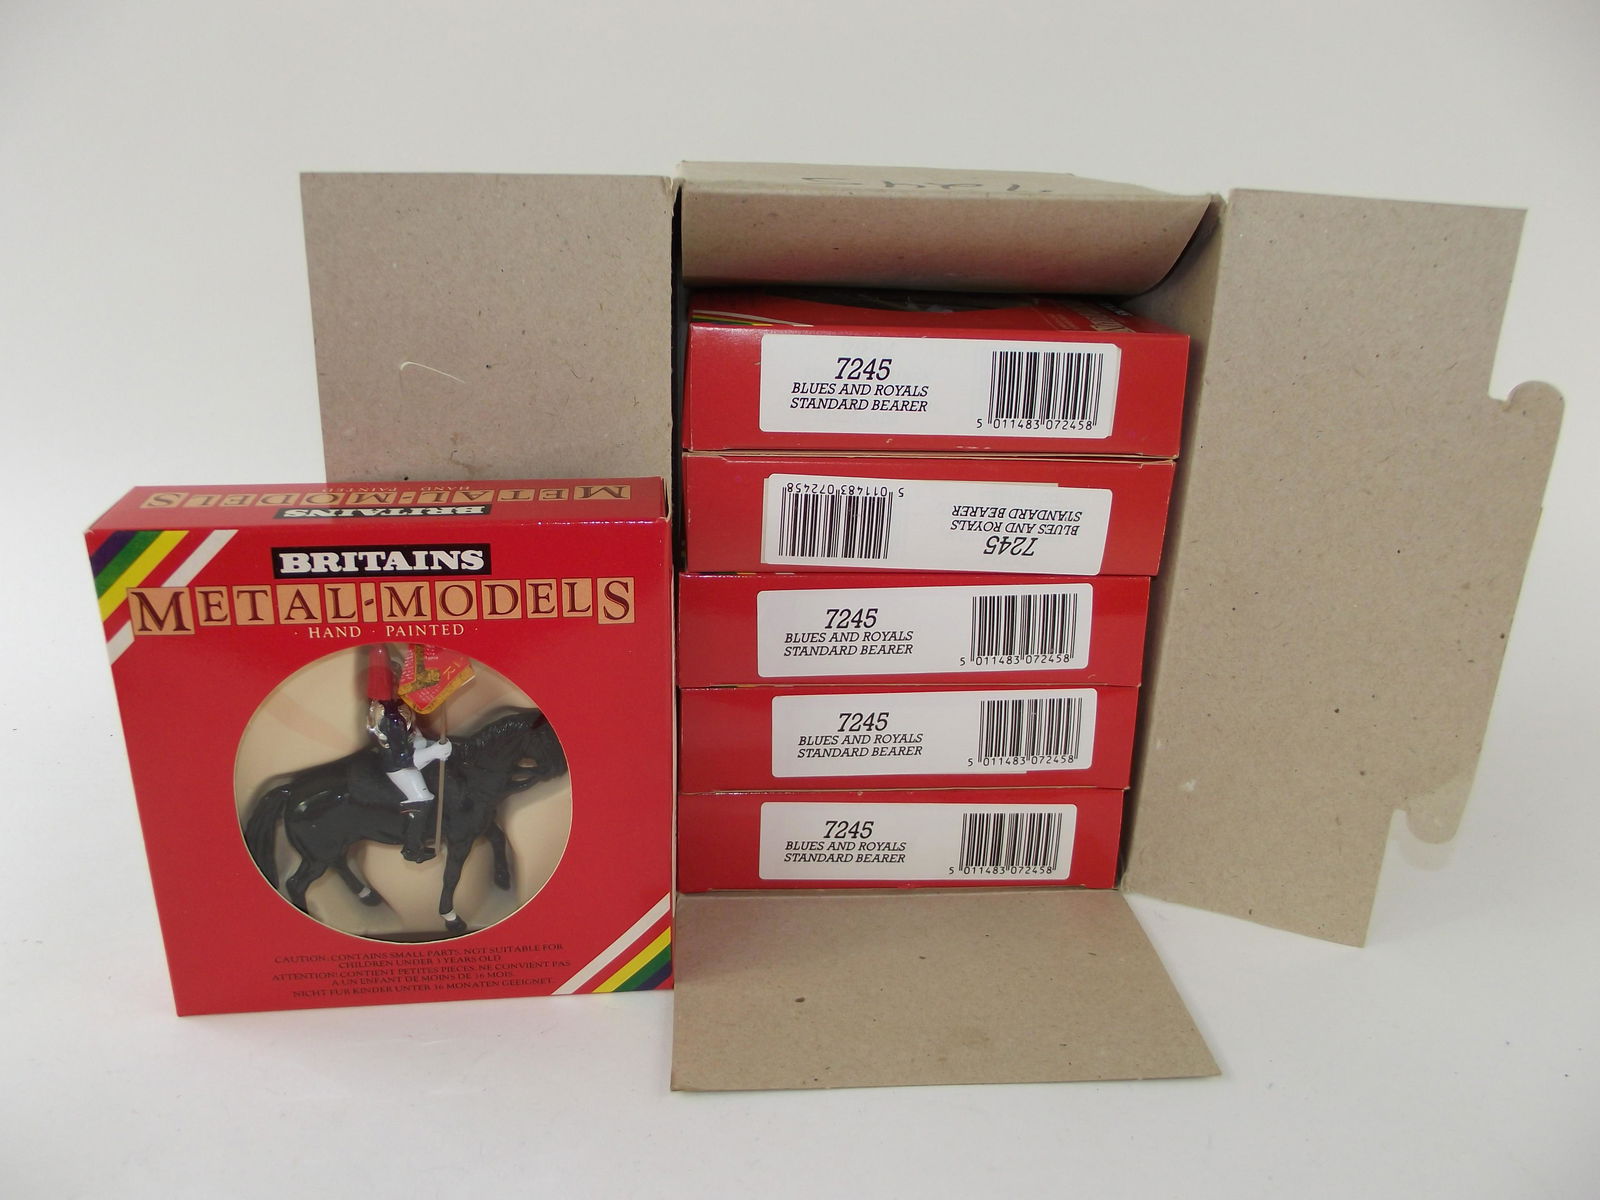 BRITAINS
METAL-MODELS
· HAND · PAINTED ·
CAUTION: CONTAINS SMALL PARTS. NOT SUITABLE FOR
CHILDREN UNDER 3 YEARS OLD
ATTENTION: CONTIENT PETITES PIECES. NE CONVIENT PAS
A UN ENFANT DE MOINS DE 36 MOIS.
NICHT FUR KINDER UNTER 36 MONATEN GEEIGNET.
METAL-MODELS
HAND PAINTED
BRITAINS
7245
BLUES AND ROYALS
STANDARD BEARER
5 011483 072458
7245
BLUES AND ROYALS
STANDARD BEARER
5 011483 072458
7245
BLUES AND ROYALS
STANDARD BEARER
5 011483 072458
7245
BLUES AND ROYALS
STANDARD BEARER
5 011483 072458
7245
BLUES AND ROYALS
STANDARD BEARER
5 011483 072458